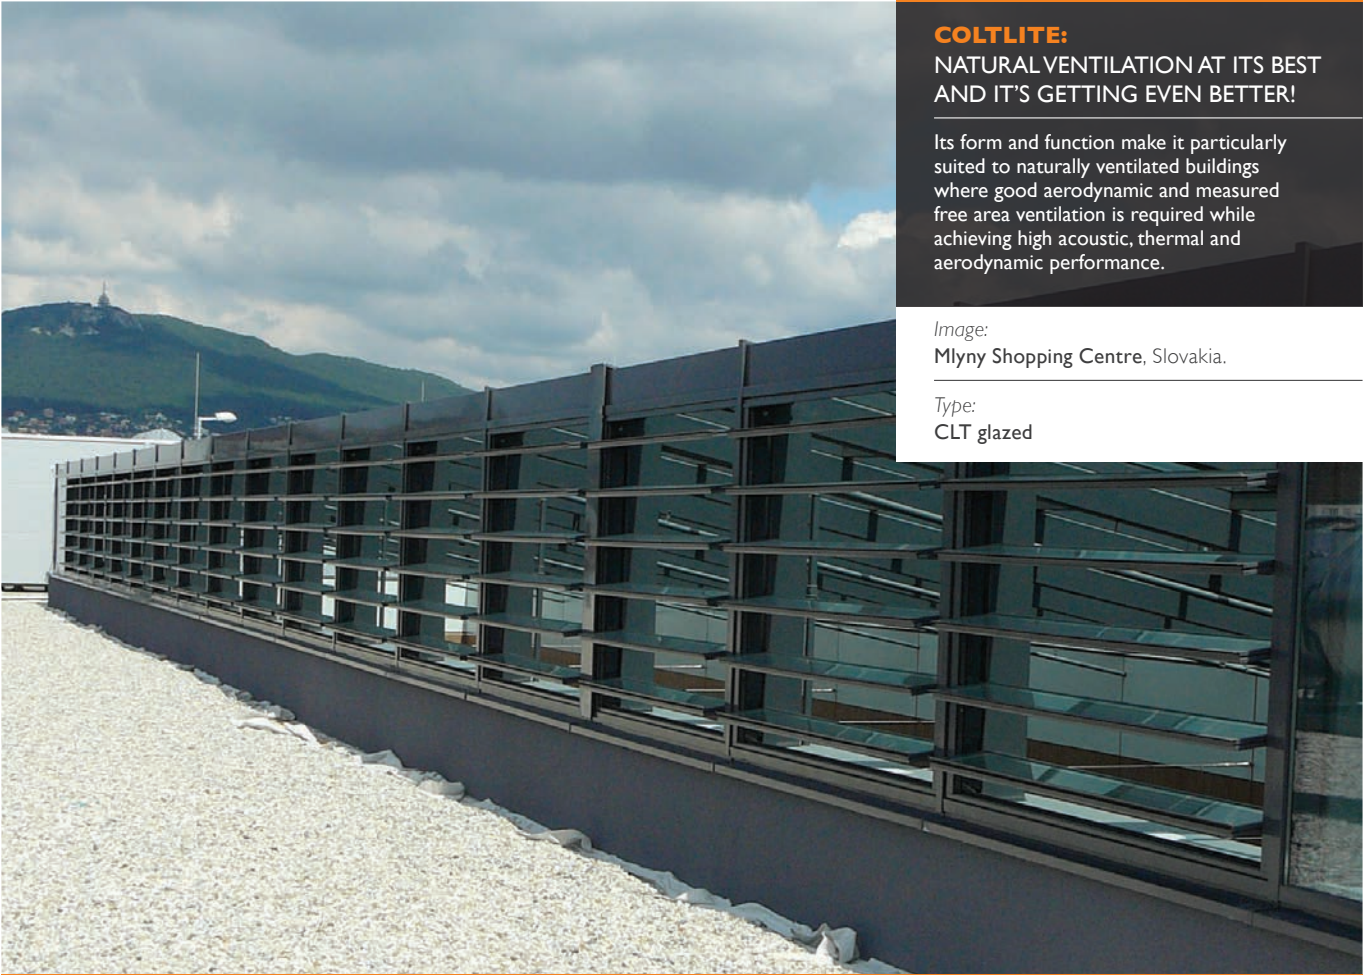 COLTLITE:
NATURAL VENTILATION AT ITS BEST
AND IT'S GETTING EVEN BETTER!
Its form and function make it particularly
suited to naturally ventilated buildings
where good aerodynamic and measured
free area ventilation is required while
achieving high acoustic, thermal and
aerodynamic performance.
Image:
Mlyny Shopping Centre, Slovakia.
Type:
CLT glazed